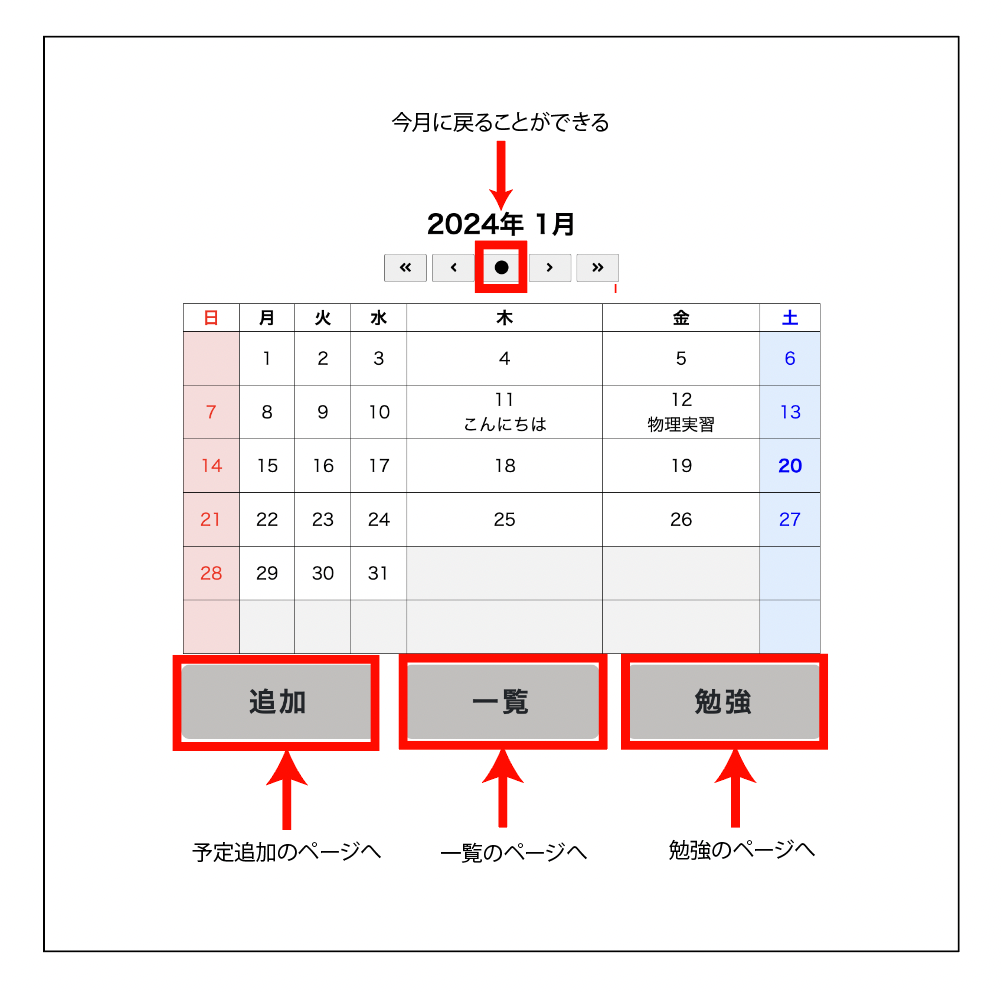 今月に戻ることができる
2024年 1月
« ‹ ● › »
日 月 火 水 木 金 土
1 2 3 4 5 6
7 8 9 10 11 12 13
こんにちは 物理実習
14 15 16 17 18 19 20
21 22 23 24 25 26 27
28 29 30 31
追加 一覧 勉強
予定追加のページへ 一覧のページへ 勉強のページへ